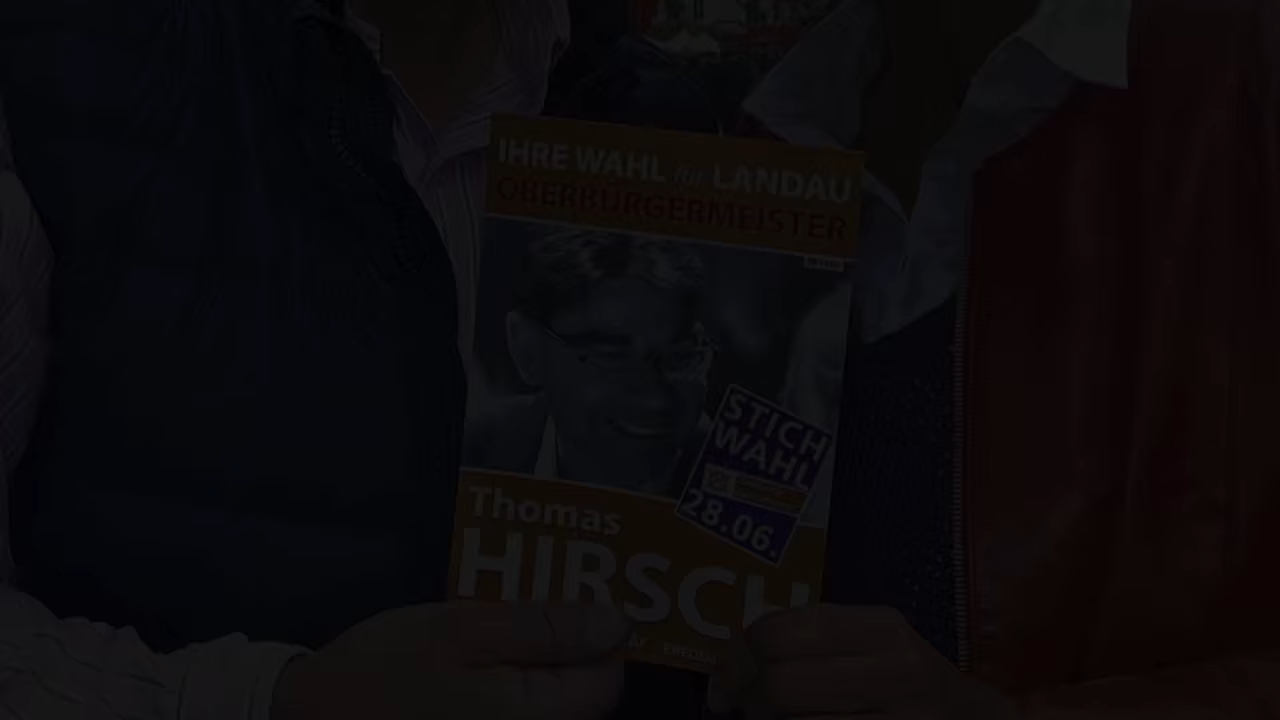 IHRE WAHL für LANDAU
OBERBÜRGERMEISTER
STICH
WAHL
28.06.
Thomas
HIRSCH